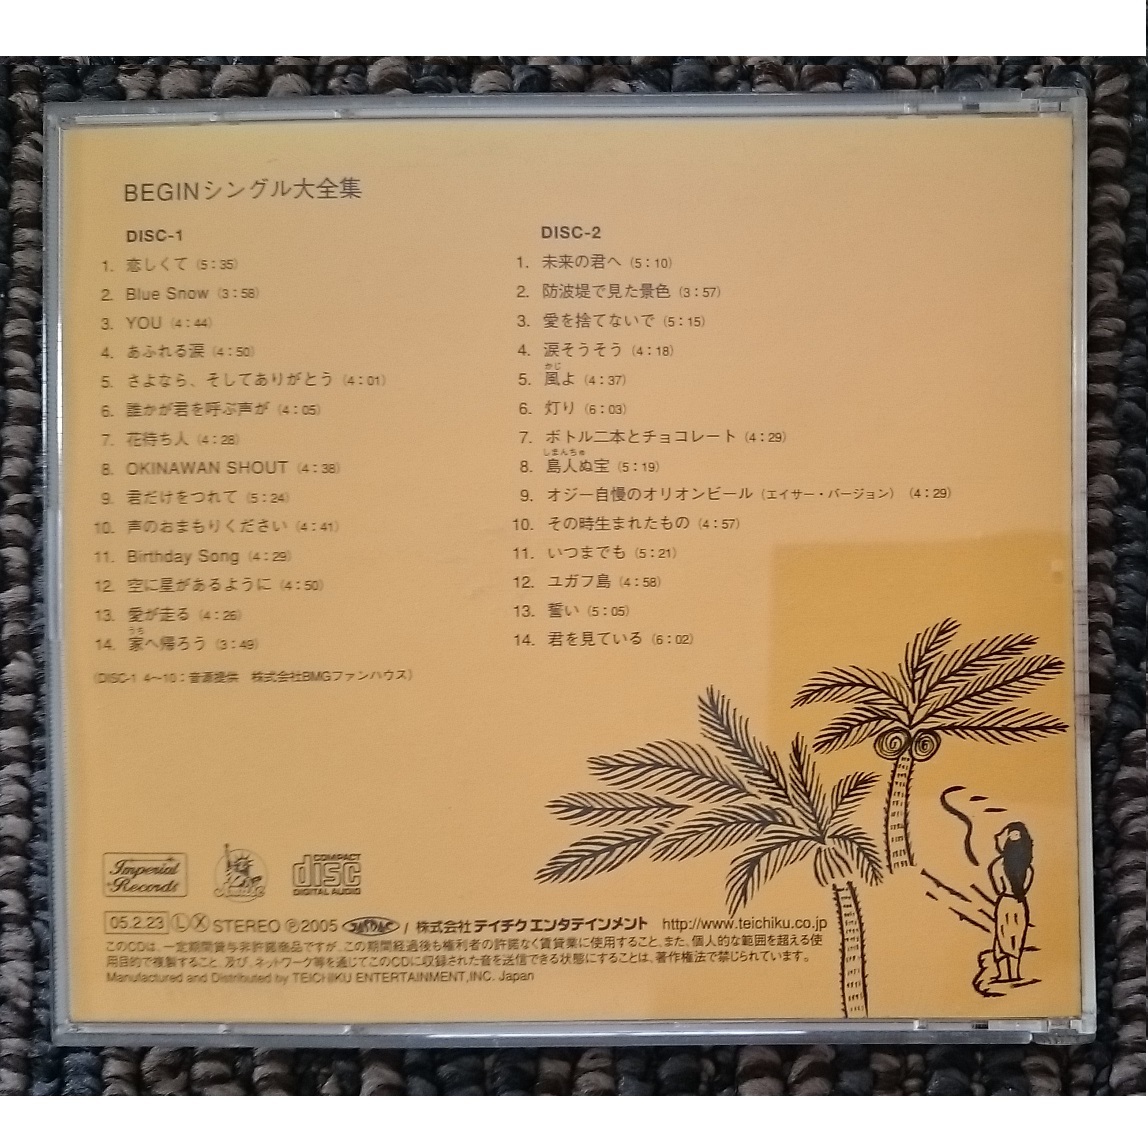 BEGINシングル大全集
DISC-1
1. 恋しくて (5：35)
2. Blue Snow (3：58)
3. YOU (4：44)
4. あふれる涙 (4：50)
5. さよなら、そしてありがとう (4：01)
6. 誰かが君を呼ぶ声が (4：05)
7. 花待ち人 (4：28)
8. OKINAWAN SHOUT (4：38)
9. 君だけをつれて (5：24)
10. 声のおまもりください (4：41)
11. Birthday Song (4：29)
12. 空に星があるように (4：50)
13. 愛が走る (4：26)
うち
14. 家へ帰ろう (3：49)
(DISC-1 4〜10：音源提供 株式会社BMGファンハウス)
DISC-2
1. 未来の君へ (5：10)
2. 防波堤で見た景色 (3：57)
3. 愛を捨てないで (5：15)
4. 涙そうそう (4：18)
かじ
5. 風よ (4：37)
6. 灯り (6：03)
7. ボトル二本とチョコレート (4：29)
しまんちゅ
8. 島人ぬ宝 (5：19)
9. オジー自慢のオリオンビール (エイサー・バージョン) (4：29)
10. その時生まれたもの (4：57)
11. いつまでも (5：21)
12. ユガフ島 (4：58)
13. 誓い (5：05)
14. 君を見ている (6：02)
Imperial Records
COMPACT disc DIGITAL AUDIO
05.2.23 Ⓛ Ⓧ STEREO Ⓟ2005 JASRAC / 株式会社テイチクエンタテインメント http://www.teichiku.co.jp
このCDは、一定期間貸与非許諾商品ですが、この期間経過後も権利者の許諾なく賃貸業に使用すること、また、個人的な範囲を超える使
用目的で複製すること、及び、ネットワーク等を通じてこのCDに収録された音を送信できる状態にすることは、著作権法で禁じられています。
Manufactured and Distributed by TEICHIKU ENTERTAINMENT,INC. Japan